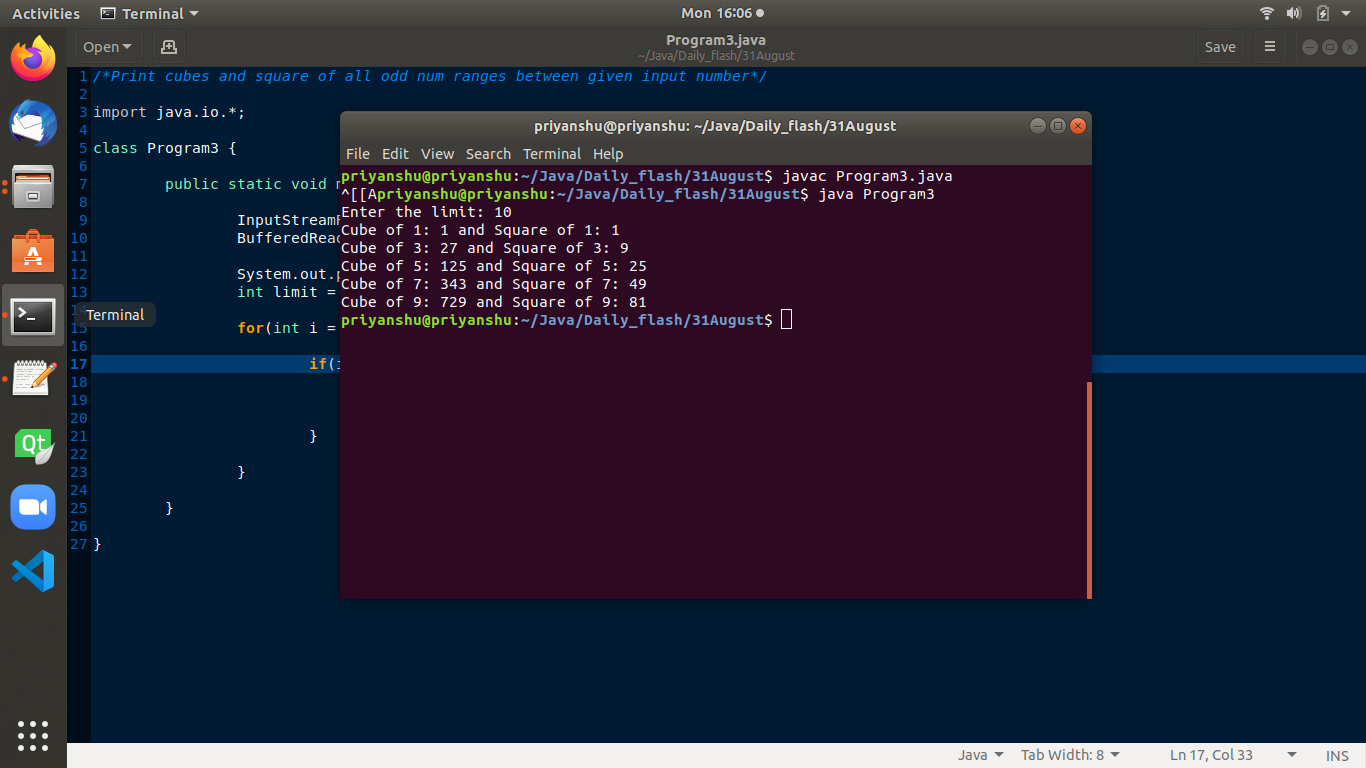 Activities Terminal Mon 16:06
Open Program3.java Save
~/Java/Daily_flash/31August
1 /*Print cubes and square of all odd num ranges between given input number*/
2
3 import java.io.*;
4
5 class Program3 {
6
7 public static void
8
9 InputStream
10 BufferedRea
11
12 System.out.
13 int limit =
15 for(int i =
16
17 if(
18
19
20
21 }
22
23 }
24
25 }
26
27 }
Terminal
priyanshu@priyanshu: ~/Java/Daily_flash/31August
File Edit View Search Terminal Help
priyanshu@priyanshu:~/Java/Daily_flash/31August$ javac Program3.java
^[[Apriyanshu@priyanshu:~/Java/Daily_flash/31August$ java Program3
Enter the limit: 10
Cube of 1: 1 and Square of 1: 1
Cube of 3: 27 and Square of 3: 9
Cube of 5: 125 and Square of 5: 25
Cube of 7: 343 and Square of 7: 49
Cube of 9: 729 and Square of 9: 81
priyanshu@priyanshu:~/Java/Daily_flash/31August$
Qt
Java Tab Width: 8 Ln 17, Col 33 INS